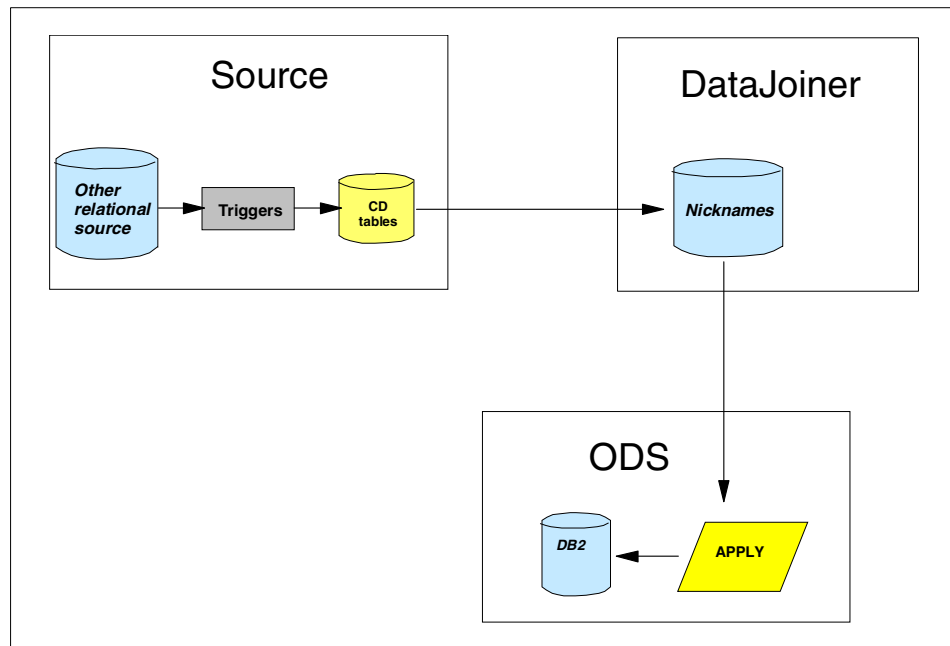 Source
DataJoiner
Other
relational
source
Triggers
CD
tables
Nicknames
ODS
DB2
APPLY